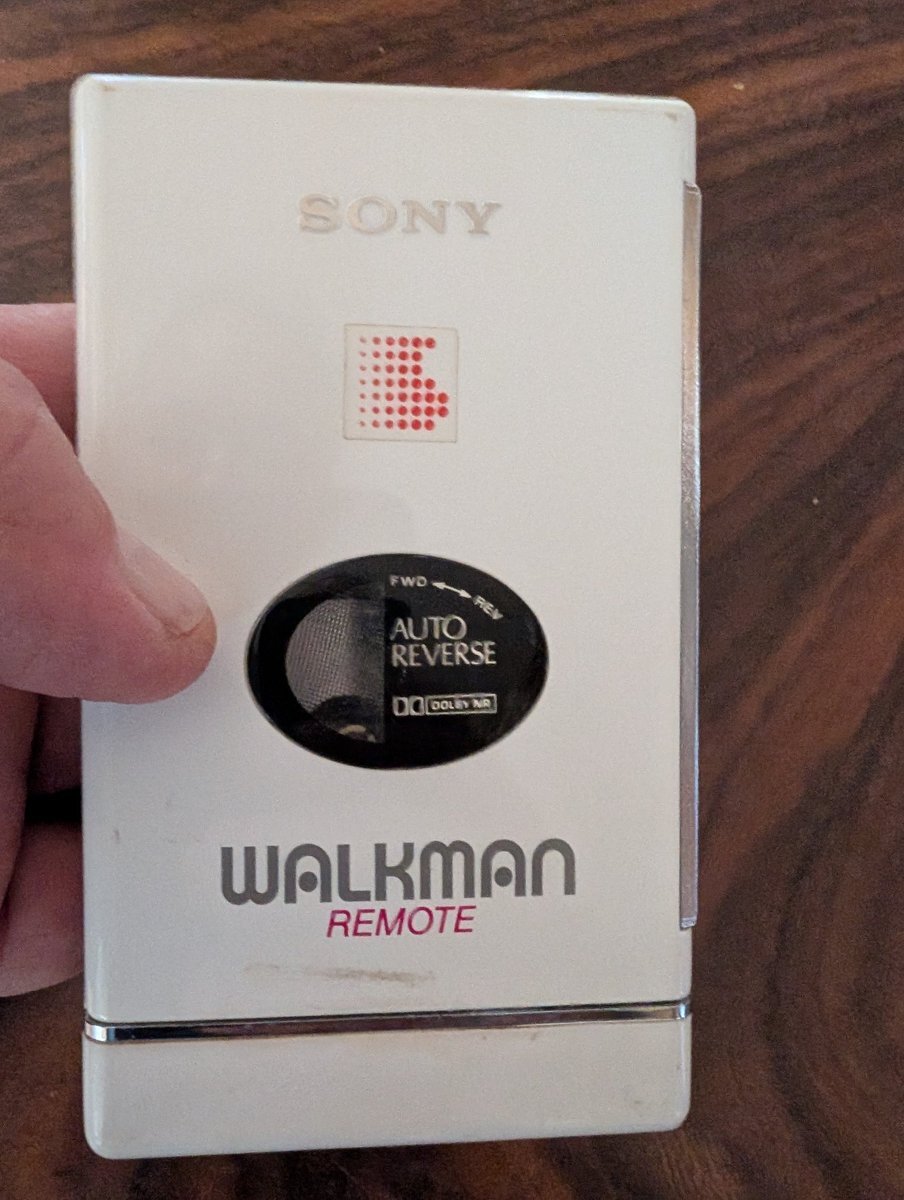 SONY
FWD REV
AUTO
REVERSE
DOLBY NR
WALKMAN
REMOTE